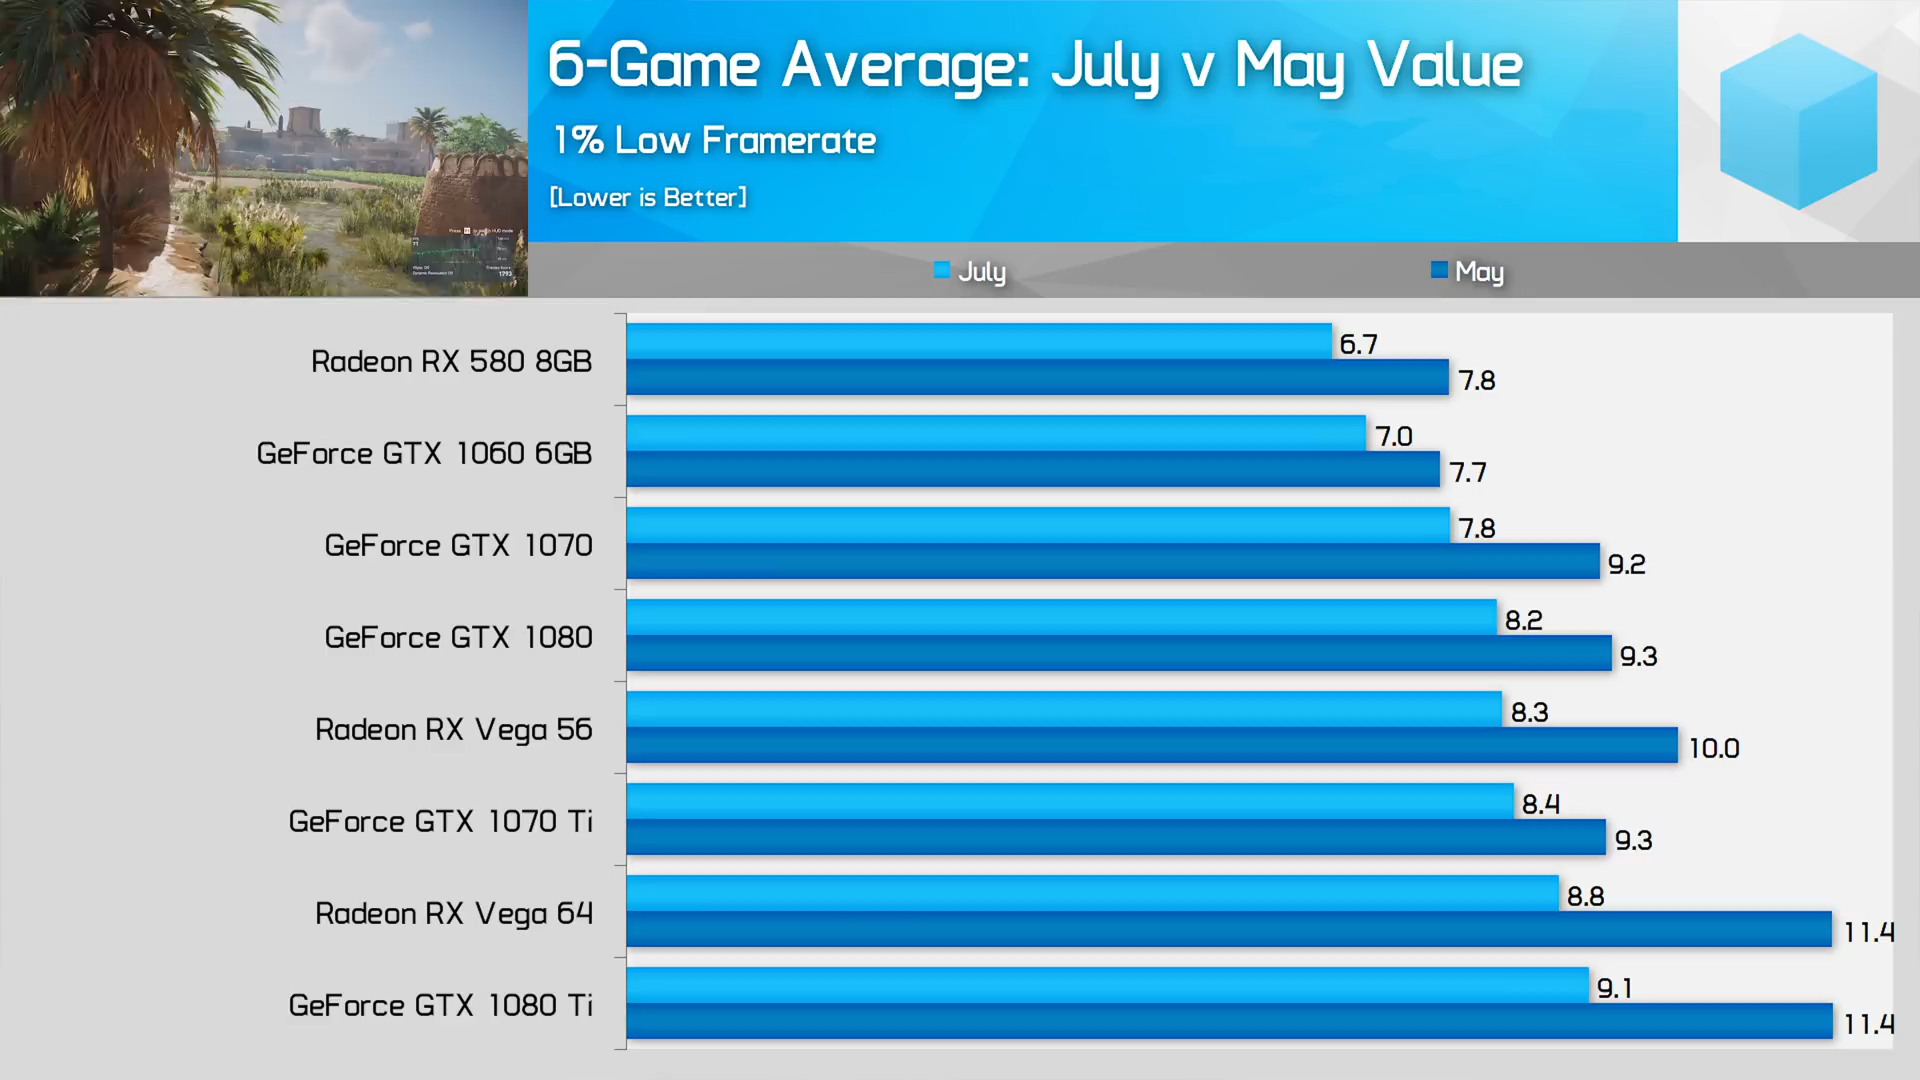 6-Game Average: July v May Value
1% Low Framerate
[Lower is Better]
July
May
Radeon RX 580 8GB
6.7
7.8
GeForce GTX 1060 6GB
7.0
7.7
GeForce GTX 1070
7.8
9.2
GeForce GTX 1080
8.2
9.3
Radeon RX Vega 56
8.3
10.0
GeForce GTX 1070 Ti
8.4
9.3
Radeon RX Vega 64
8.8
11.4
GeForce GTX 1080 Ti
9.1
11.4